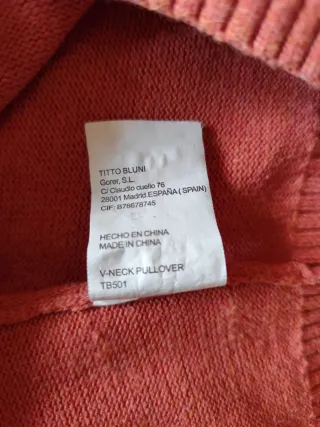 TITTO BLUNI
Gorer, S.L.
C/ Claudio cuello 76
28001 Madrid ESPAÑA ( SPAIN)
CIF: B78678745
HECHO EN CHINA
MADE IN CHINA
V-NECK PULLOVER
TB501